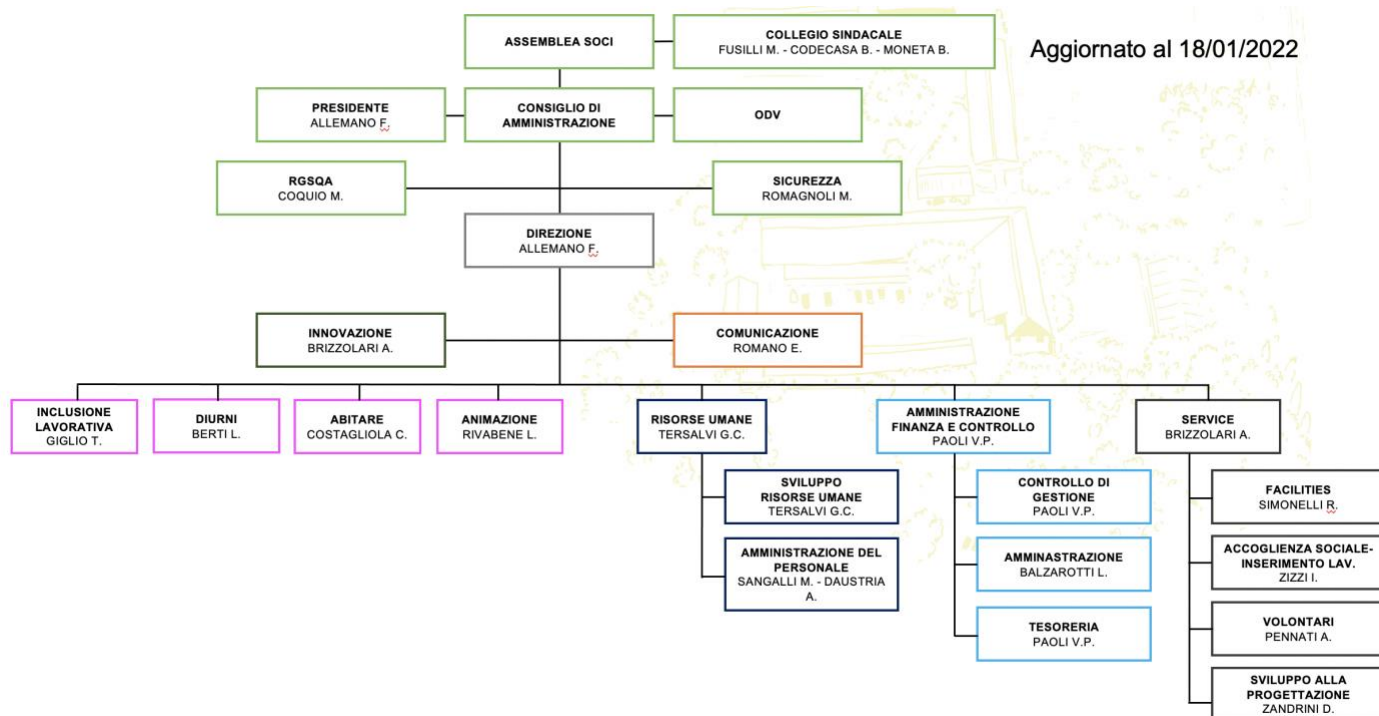 ASSEMBLEA SOCI
COLLEGIO SINDACALE
FUSILLI M. - CODECASA B. - MONETA B.
Aggiornato al 18/01/2022
PRESIDENTE
ALLEMANO F.
CONSIGLIO DI
AMMINISTRAZIONE
ODV
RGSQA
COQUIO M.
SICUREZZA
ROMAGNOLI M.
DIREZIONE
ALLEMANO F.
INNOVAZIONE
BRIZZOLARI A.
COMUNICAZIONE
ROMANO E.
INCLUSIONE
LAVORATIVA
GIGLIO T.
DIURNI
BERTI L.
ABITARE
COSTAGLIOLA C.
ANIMAZIONE
RIVABENE L.
RISORSE UMANE
TERSALVI G.C.
AMMINISTRAZIONE
FINANZA E CONTROLLO
PAOLI V.P.
SERVICE
BRIZZOLARI A.
SVILUPPO
RISORSE UMANE
TERSALVI G.C.
AMMINISTRAZIONE DEL
PERSONALE
SANGALLI M. - DAUSTRIA
A.
CONTROLLO DI
GESTIONE
PAOLI V.P.
AMMINASTRAZIONE
BALZAROTTI L.
TESORERIA
PAOLI V.P.
FACILITIES
SIMONELLI R.
ACCOGLIENZA SOCIALE-
INSERIMENTO LAV.
ZIZZI I.
VOLONTARI
PENNATI A.
SVILUPPO ALLA
PROGETTAZIONE
ZANDRINI D.